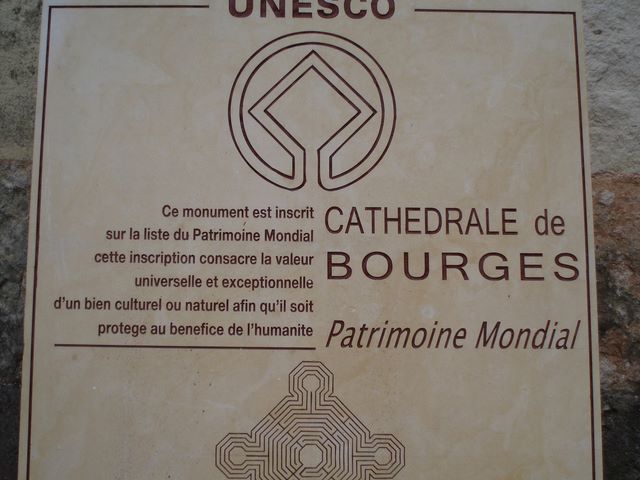 UNESCO
Ce monument est inscrit
sur la liste du Patrimoine Mondial
cette inscription consacre la valeur
universelle et exceptionnelle
d'un bien culturel ou naturel afin qu'il soit
protege au benefice de l'humanite
CATHEDRALE de
BOURGES
Patrimoine Mondial